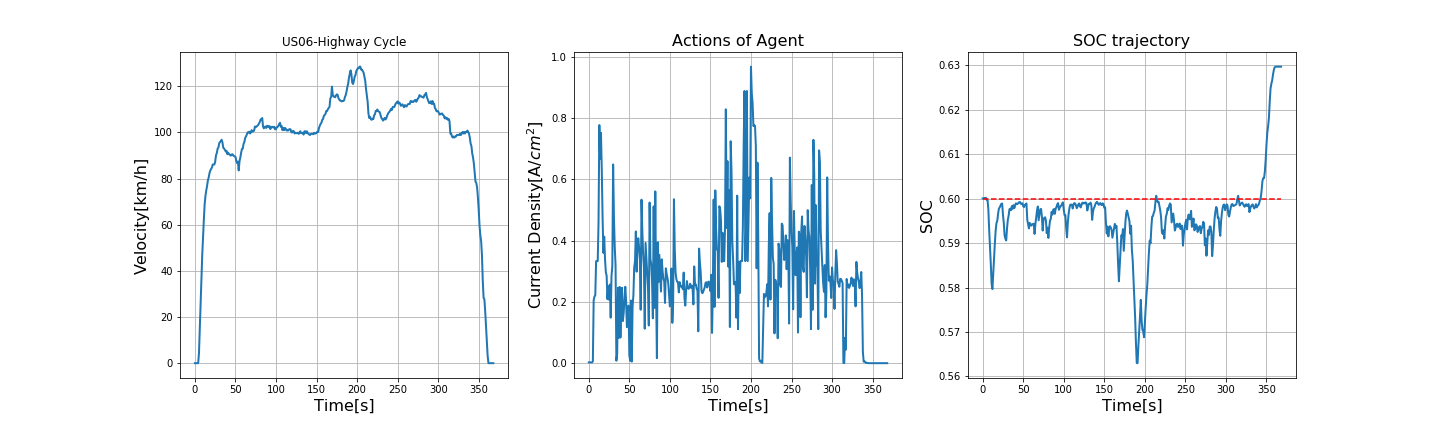 US06-Highway Cycle
Velocity[km/h]
120
100
80
60
40
20
0
0 50 100 150 200 250 300 350
Time[s]
Actions of Agent
Current Density[A/cm²]
1.0
0.8
0.6
0.4
0.2
0.0
0 50 100 150 200 250 300 350
Time[s]
SOC trajectory
SOC
0.63
0.62
0.61
0.60
0.59
0.58
0.57
0.56
0 50 100 150 200 250 300 350
Time[s]